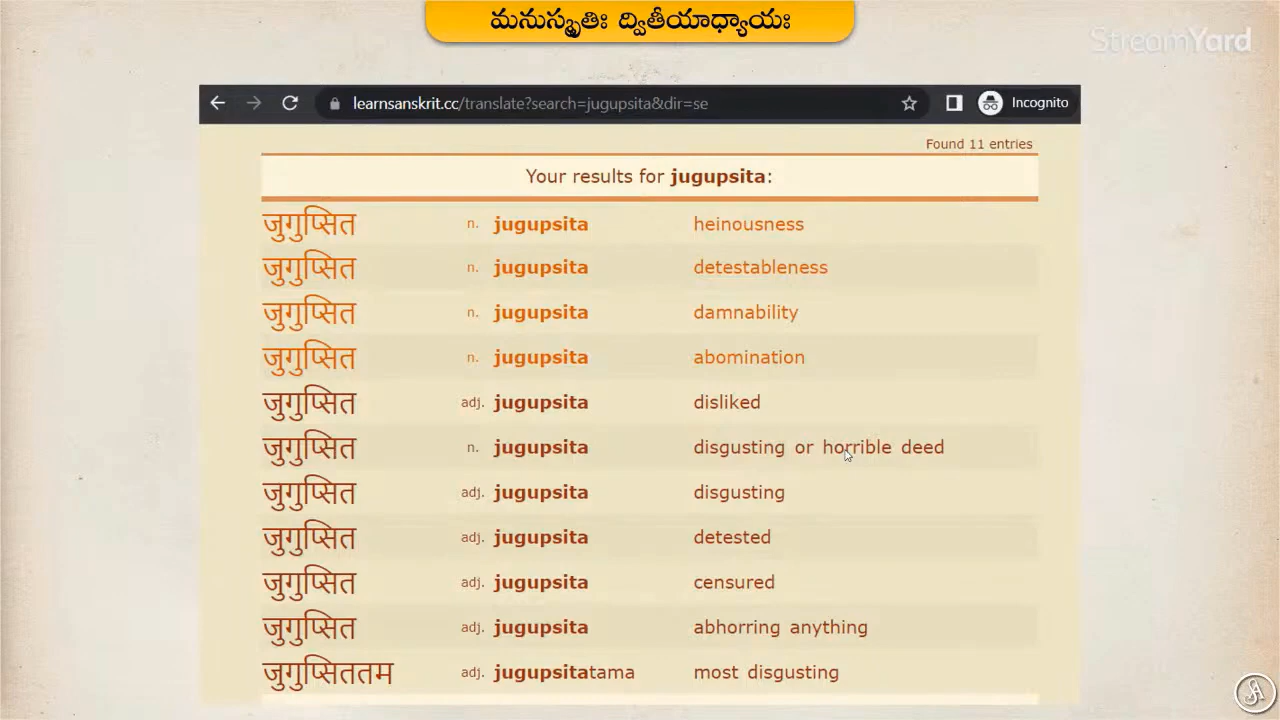 మనుస్మృతిః ద్వితీయాధ్యాయః
StreamYard
learnsanskrit.cc/translate?search=jugupsita&dir=se
Incognito
Found 11 entries
Your results for jugupsita:
जुगुप्सित n. jugupsita heinousness
जुगुप्सित n. jugupsita detestableness
जुगुप्सित n. jugupsita damnability
जुगुप्सित n. jugupsita abomination
जुगुप्सित adj. jugupsita disliked
जुगुप्सित n. jugupsita disgusting or horrible deed
जुगुप्सित adj. jugupsita disgusting
जुगुप्सित adj. jugupsita detested
जुगुप्सित adj. jugupsita censured
जुगुप्सित adj. jugupsita abhorring anything
जुगुप्सिततम adj. jugupsitatama most disgusting